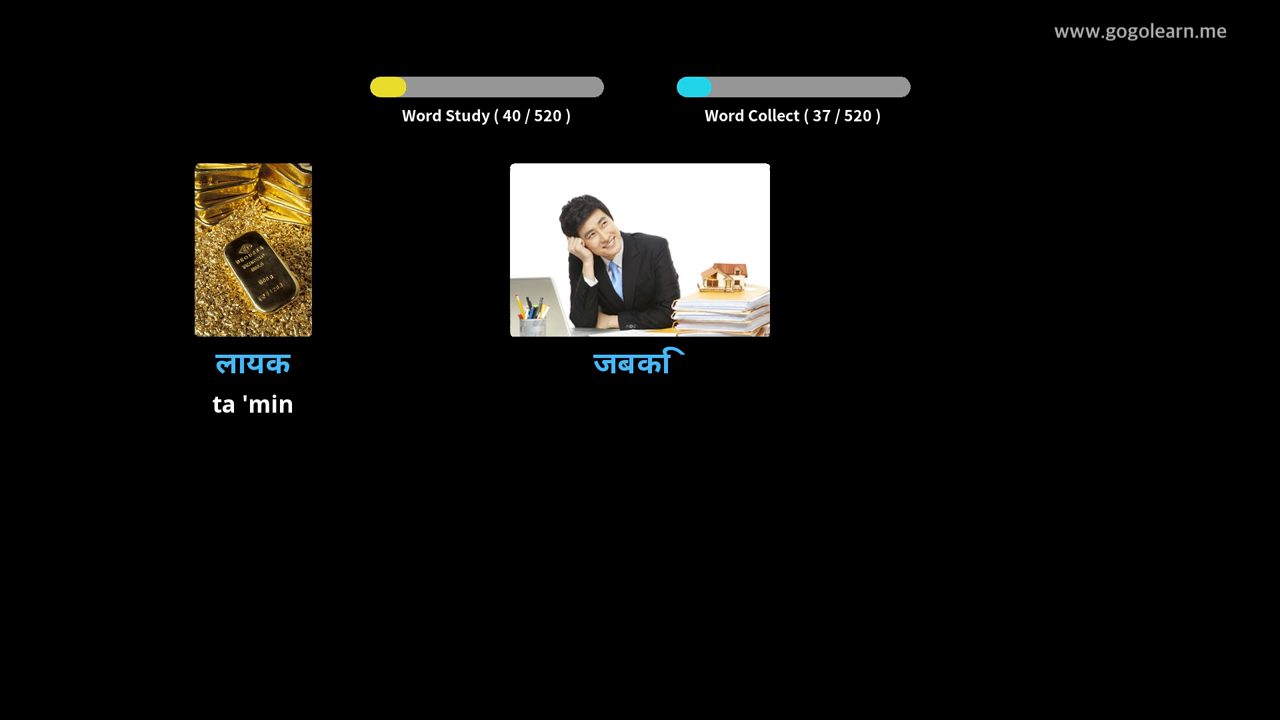 www.gogolearn.me
Word Study ( 40 / 520 )
Word Collect ( 37 / 520 )
लायक
जबकि
ta 'min